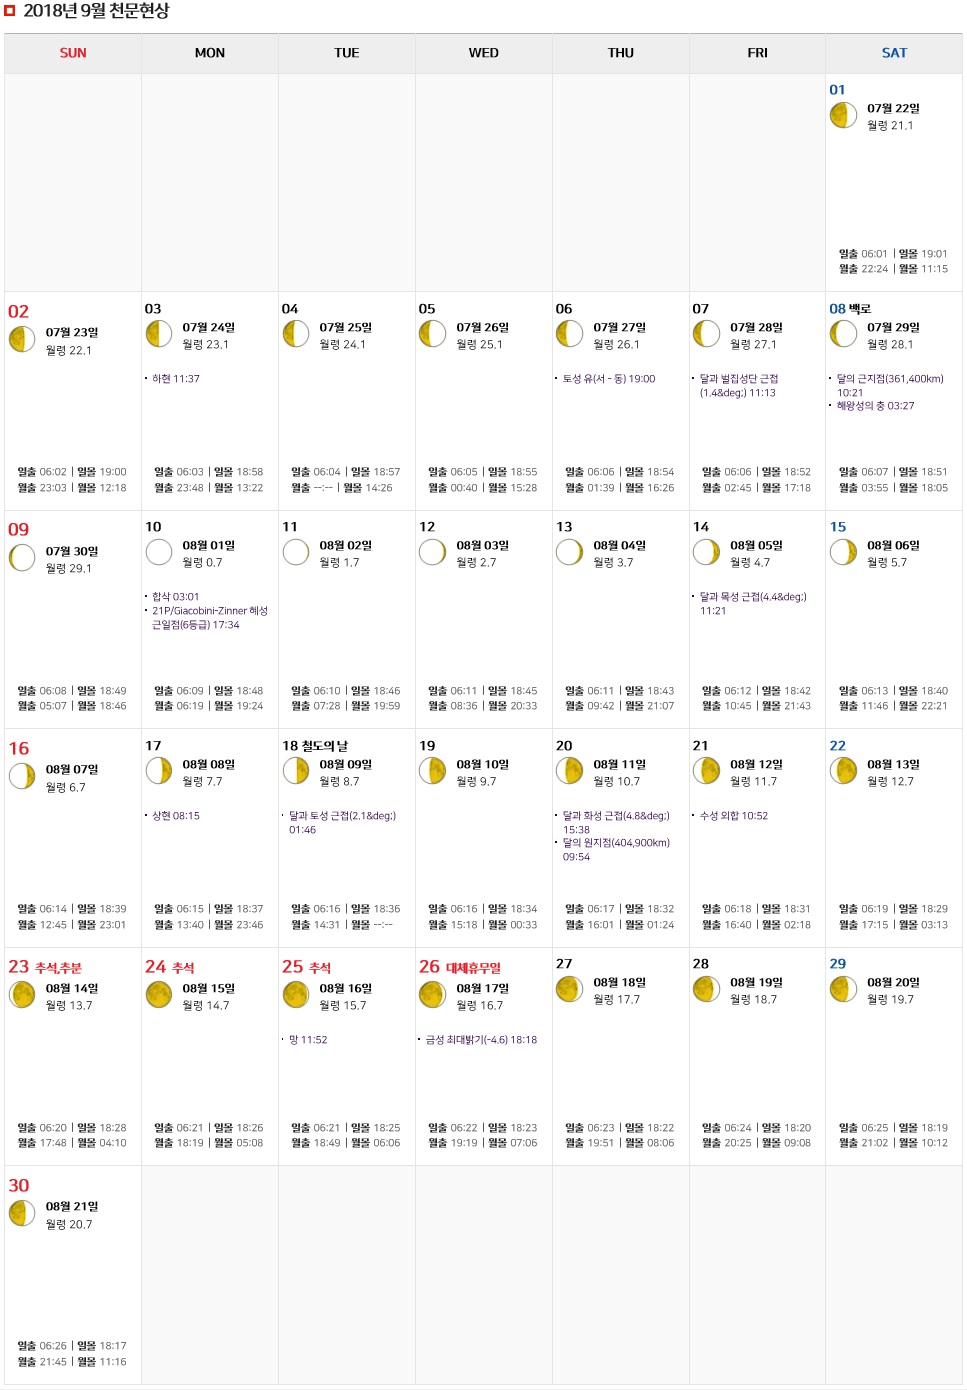 2018년 9월 천문현상
SUN MON TUE WED THU FRI SAT
01
07월 22일
월령 21.1
일출 06:01 | 일몰 19:01
월출 22:24 | 월몰 11:15
02
07월 23일
월령 22.1
일출 06:02 | 일몰 19:00
월출 23:03 | 월몰 12:18
03
07월 24일
월령 23.1
· 하현 11:37
일출 06:03 | 일몰 18:58
월출 23:48 | 월몰 13:22
04
07월 25일
월령 24.1
일출 06:04 | 일몰 18:57
월출 --:-- | 월몰 14:26
05
07월 26일
월령 25.1
일출 06:05 | 일몰 18:55
월출 00:40 | 월몰 15:28
06
07월 27일
월령 26.1
· 토성 유(서 - 동) 19:00
일출 06:06 | 일몰 18:54
월출 01:39 | 월몰 16:26
07
07월 28일
월령 27.1
· 달과 벌집성단 근접
(1.4&deg;) 11:13
일출 06:06 | 일몰 18:52
월출 02:45 | 월몰 17:18
08 백로
07월 29일
월령 28.1
· 달의 근지점(361,400km)
10:21
· 해왕성의 충 03:27
일출 06:07 | 일몰 18:51
월출 03:55 | 월몰 18:05
09
07월 30일
월령 29.1
일출 06:08 | 일몰 18:49
월출 05:07 | 월몰 18:46
10
08월 01일
월령 0.7
· 합삭 03:01
· 21P/Giacobini-Zinner 혜성
근일점(6등급) 17:34
일출 06:09 | 일몰 18:48
월출 06:19 | 월몰 19:24
11
08월 02일
월령 1.7
일출 06:10 | 일몰 18:46
월출 07:28 | 월몰 19:59
12
08월 03일
월령 2.7
일출 06:11 | 일몰 18:45
월출 08:36 | 월몰 20:33
13
08월 04일
월령 3.7
일출 06:11 | 일몰 18:43
월출 09:42 | 월몰 21:07
14
08월 05일
월령 4.7
· 달과 목성 근접(4.4&deg;)
11:21
일출 06:12 | 일몰 18:42
월출 10:45 | 월몰 21:43
15
08월 06일
월령 5.7
일출 06:13 | 일몰 18:40
월출 11:46 | 월몰 22:21
16
08월 07일
월령 6.7
일출 06:14 | 일몰 18:39
월출 12:45 | 월몰 23:01
17
08월 08일
월령 7.7
· 상현 08:15
일출 06:15 | 일몰 18:37
월출 13:40 | 월몰 23:46
18 철도의 날
08월 09일
월령 8.7
· 달과 토성 근접(2.1&deg;)
01:46
일출 06:16 | 일몰 18:36
월출 14:31 | 월몰 --:--
19
08월 10일
월령 9.7
일출 06:16 | 일몰 18:34
월출 15:18 | 월몰 00:33
20
08월 11일
월령 10.7
· 달과 화성 근접(4.8&deg;)
15:38
· 달의 원지점(404,900km)
09:54
일출 06:17 | 일몰 18:32
월출 16:01 | 월몰 01:24
21
08월 12일
월령 11.7
· 수성 외합 10:52
일출 06:18 | 일몰 18:31
월출 16:40 | 월몰 02:18
22
08월 13일
월령 12.7
일출 06:19 | 일몰 18:29
월출 17:15 | 월몰 03:13
23 추석,추분
08월 14일
월령 13.7
일출 06:20 | 일몰 18:28
월출 17:48 | 월몰 04:10
24 추석
08월 15일
월령 14.7
일출 06:21 | 일몰 18:26
월출 18:19 | 월몰 05:08
25 추석
08월 16일
월령 15.7
· 망 11:52
일출 06:21 | 일몰 18:25
월출 18:49 | 월몰 06:06
26 대체휴무일
08월 17일
월령 16.7
· 금성 최대밝기(-4.6) 18:18
일출 06:22 | 일몰 18:23
월출 19:19 | 월몰 07:06
27
08월 18일
월령 17.7
일출 06:23 | 일몰 18:22
월출 19:51 | 월몰 08:06
28
08월 19일
월령 18.7
일출 06:24 | 일몰 18:20
월출 20:25 | 월몰 09:08
29
08월 20일
월령 19.7
일출 06:25 | 일몰 18:19
월출 21:02 | 월몰 10:12
30
08월 21일
월령 20.7
일출 06:26 | 일몰 18:17
월출 21:45 | 월몰 11:16